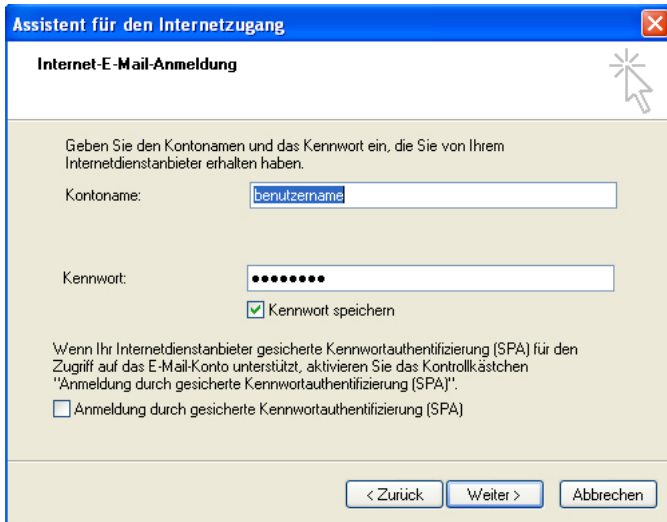 Assistent für den Internetzugang
Internet-E-Mail-Anmeldung
Geben Sie den Kontonamen und das Kennwort ein, die Sie von Ihrem
Internetdienstanbieter erhalten haben.
Kontoname: benutzername
Kennwort: ●●●●●●●●
Kennwort speichern
Wenn Ihr Internetdienstanbieter gesicherte Kennwortauthentifizierung (SPA) für den
Zugriff auf das E-Mail-Konto unterstützt, aktivieren Sie das Kontrollkästchen
"Anmeldung durch gesicherte Kennwortauthentifizierung (SPA)".
Anmeldung durch gesicherte Kennwortauthentifizierung (SPA)
< Zurück Weiter > Abbrechen